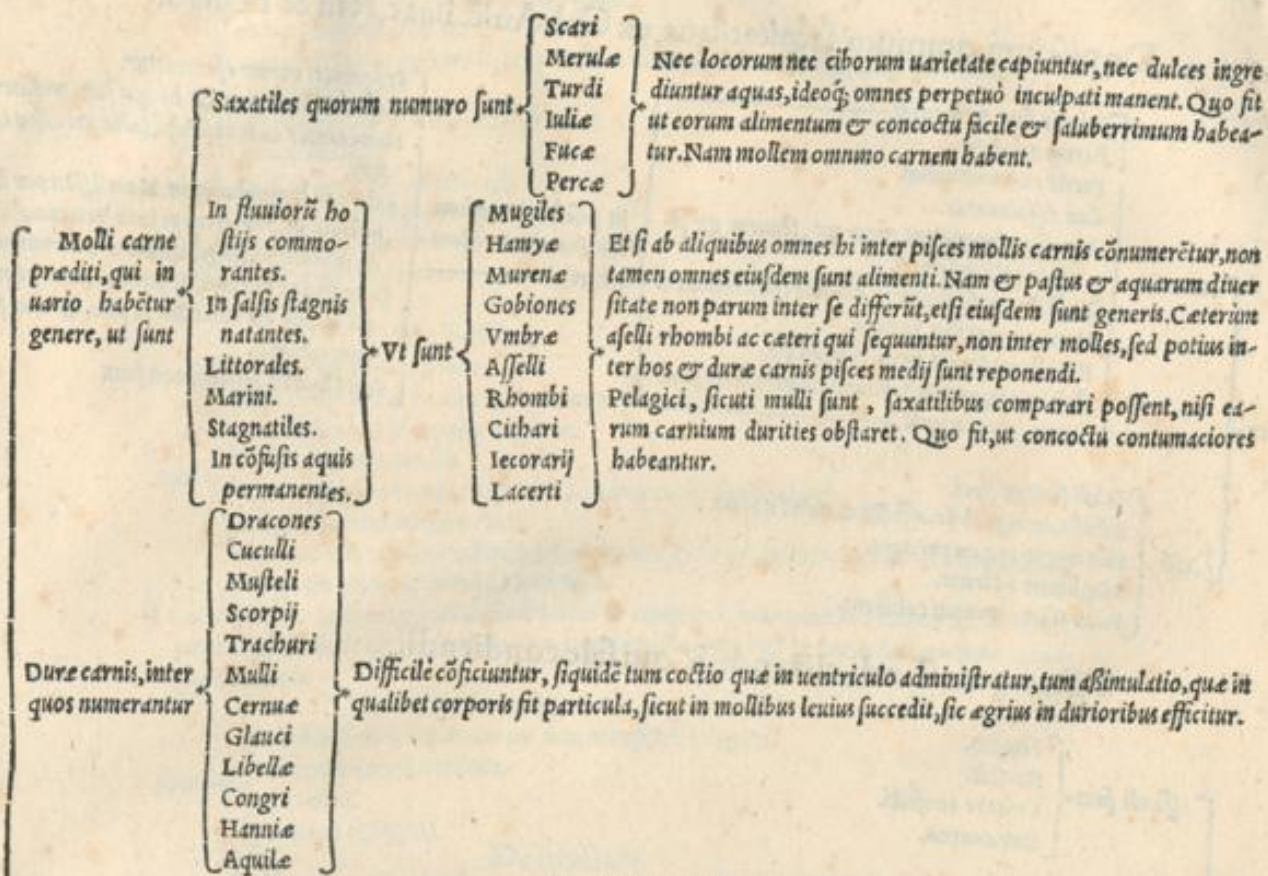 Saxatiles quorum numuro ſunt
Scari
Merulæ
Turdi
Iuliæ
Fucæ
Percæ
Nec locorum nec ciborum uarietate capiuntur, nec dulces ingre
diuntur aquas, ideoq́; omnes perpetuò inculpati manent. Quo fit
ut eorum alimentum & concoctu facile & ſaluberrimum habea-
tur. Nam mollem omnino carnem habent.
Molli carne
præditi, qui in
uario habẽtur
genere, ut ſunt
In fluuiorũ ho
ſtijs commo-
rantes.
In ſalſis ſtagnis
natantes.
Littorales.
Marini.
Stagnatiles.
In cõfuſis aquis
permanentes.
Vt ſunt
Mugiles
Hamyæ
Murenæ
Gobiones
Vmbræ
Aſſelli
Rhombi
Cithari
Iecorarij
Lacerti
Et ſi ab aliquibus omnes hi inter piſces mollis carnis cõnumerẽtur, non
tamen omnes eiuſdem ſunt alimenti. Nam & paſtus & aquarum diuer
ſitate non parum inter ſe differũt, etſi eiuſdem ſunt generis. Cæterùm
aſelli rhombi ac cæteri qui ſequuntur, non inter molles, ſed potius in-
ter hos & duræ carnis piſces medij ſunt reponendi.
Pelagici, ſicuti mulli ſunt, ſaxatilibus comparari poſſent, niſi ea-
rum carnium durities obſtaret. Quo fit, ut concoctu contumaciores
habeantur.
Duræ carnis, inter
quos numerantur
Dracones
Cuculli
Muſteli
Scorpij
Trachuri
Mulli
Cernuæ
Glauci
Libellæ
Congri
Hanniæ
Aquilæ
Difficilè cõficiuntur, ſiquidẽ tum coctio quæ in uentriculo adminiſtratur, tum aßimulatio, quæ in
qualibet corporis fit particula, ſicut in mollibus leuius ſuccedit, ſic ægrius in durioribus efficitur.